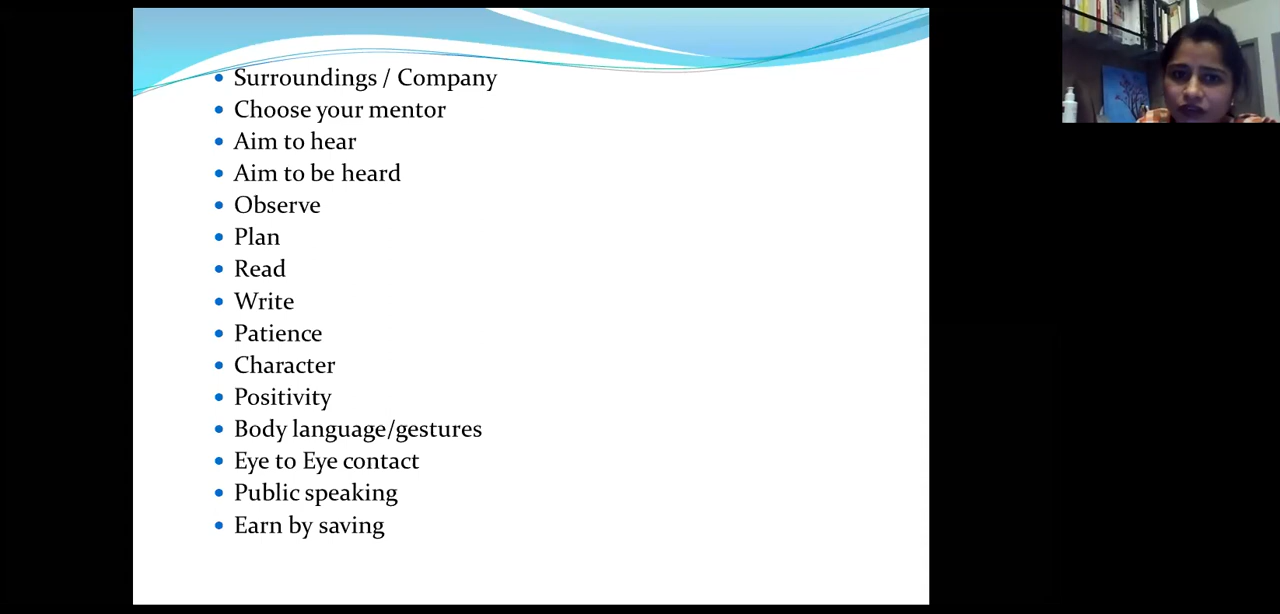 Surroundings / Company
Choose your mentor
Aim to hear
Aim to be heard
Observe
Plan
Read
Write
Patience
Character
Positivity
Body language/gestures
Eye to Eye contact
Public speaking
Earn by saving